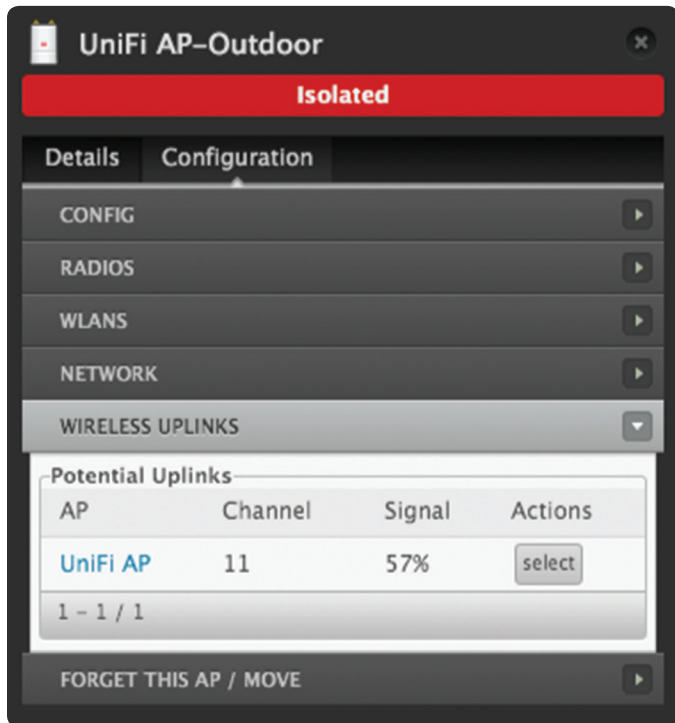 UniFi AP-Outdoor
Isolated
Details Configuration
CONFIG
RADIOS
WLANS
NETWORK
WIRELESS UPLINKS
Potential Uplinks
AP Channel Signal Actions
UniFi AP 11 57% select
1 - 1 / 1
FORGET THIS AP / MOVE